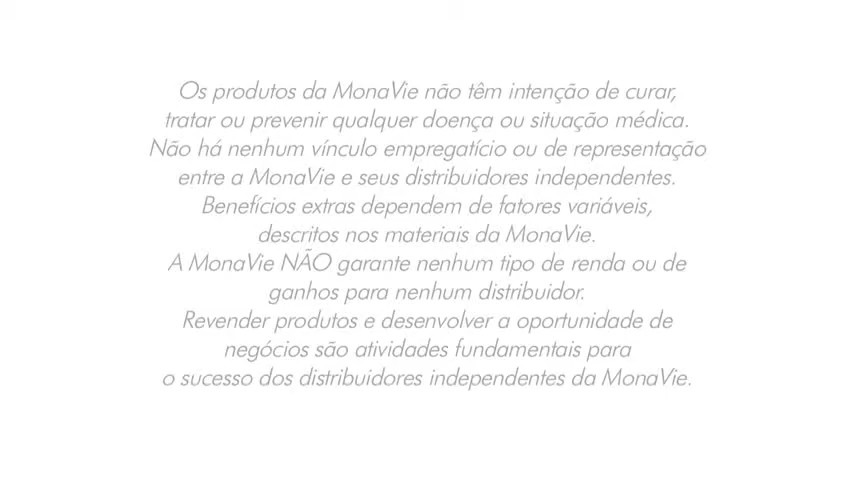 Os produtos da MonaVie não têm intenção de curar,
tratar ou prevenir qualquer doença ou situação médica.
Não há nenhum vínculo empregatício ou de representação
entre a MonaVie e seus distribuidores independentes.
Benefícios extras dependem de fatores variáveis,
descritos nos materiais da MonaVie.
A MonaVie NÃO garante nenhum tipo de renda ou de
ganhos para nenhum distribuidor.
Revender produtos e desenvolver a oportunidade de
negócios são atividades fundamentais para
o sucesso dos distribuidores independentes da MonaVie.